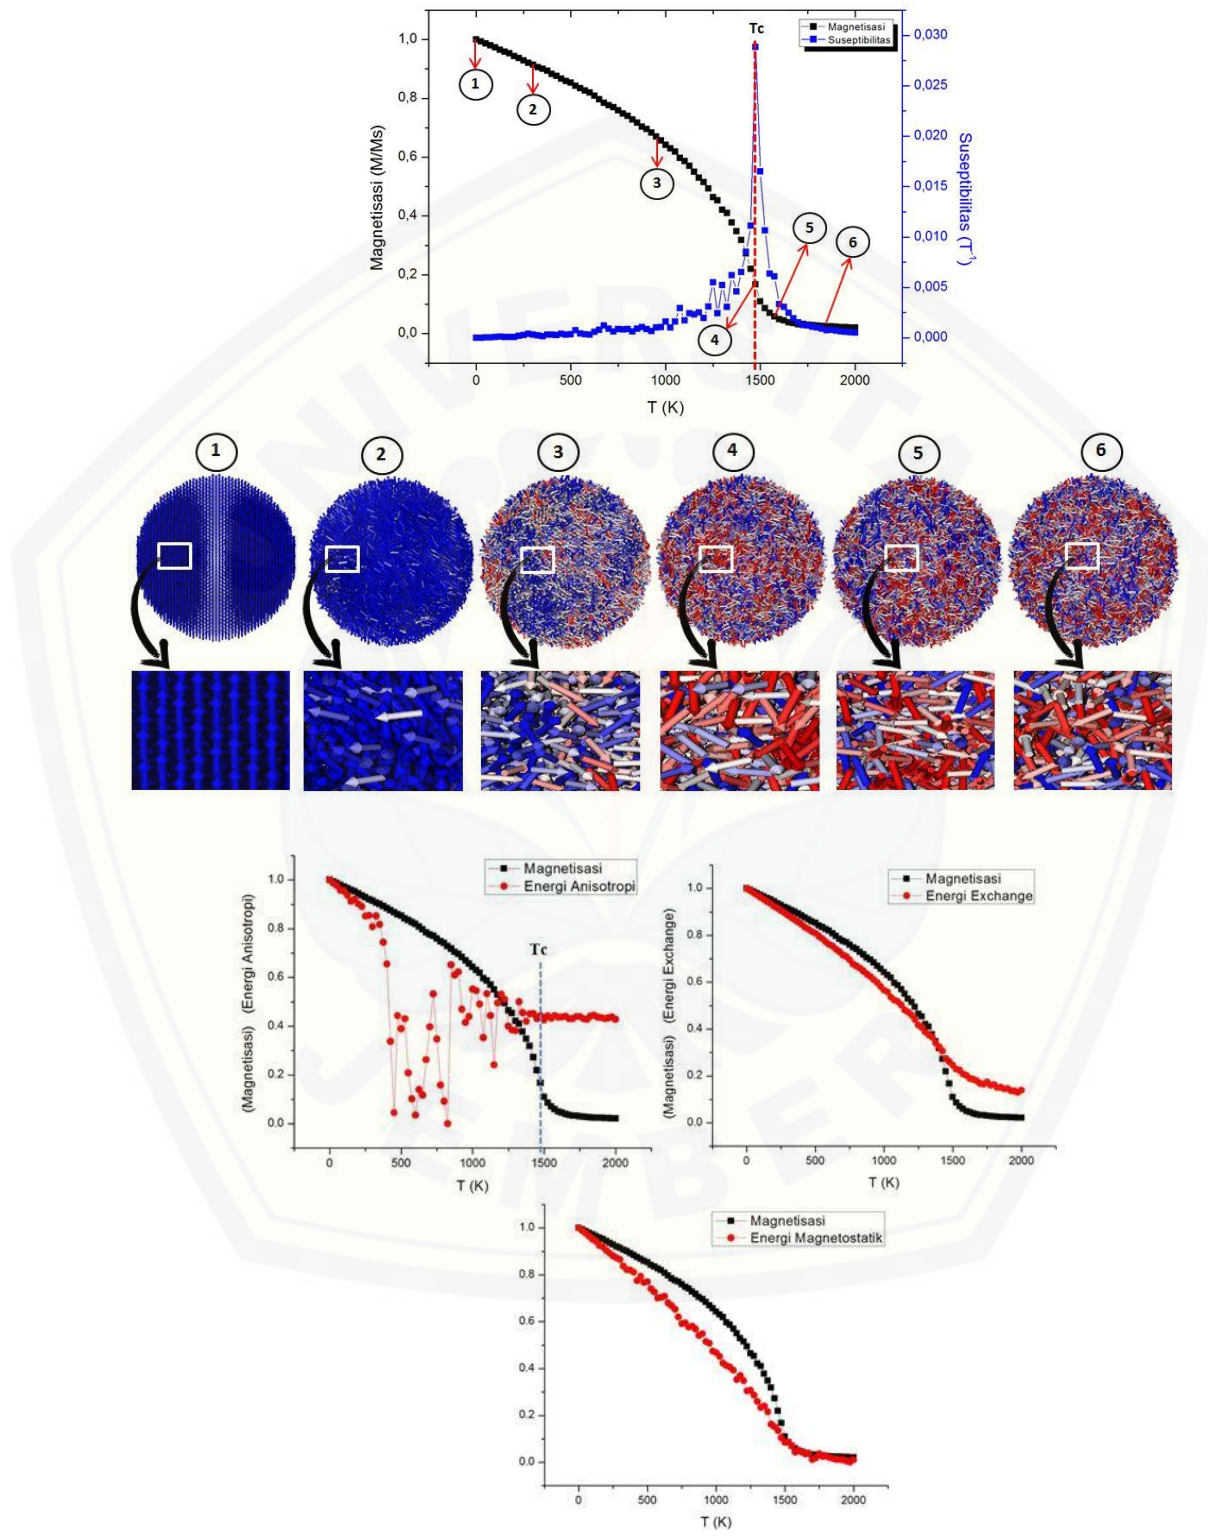 Tc
Magnetisasi
Suseptibilitas
1,0
0,8
0,6
0,4
0,2
0,0
Magnetisasi (M/Ms)
0,030
0,025
0,020
0,015
0,010
0,005
0,000
Suseptibilitas (T⁻¹)
1
2
3
4
5
6
0 500 1000 1500 2000
T (K)
1 2 3 4 5 6
UNIVERSITAS
JEMBER
Magnetisasi
Energi Anisotropi
Tc
1.0
0.8
0.6
0.4
0.2
0.0
(Magnetisasi) (Energi Anisotropi)
0 500 1000 1500 2000
T (K)
Magnetisasi
Energi Exchange
1.0
0.8
0.6
0.4
0.2
0.0
(Magnetisasi) (Energi Exchange)
0 500 1000 1500 2000
T (K)
Magnetisasi
Energi Magnetostatik
1.0
0.8
0.6
0.4
0.2
0.0
0 500 1000 1500 2000
T (K)